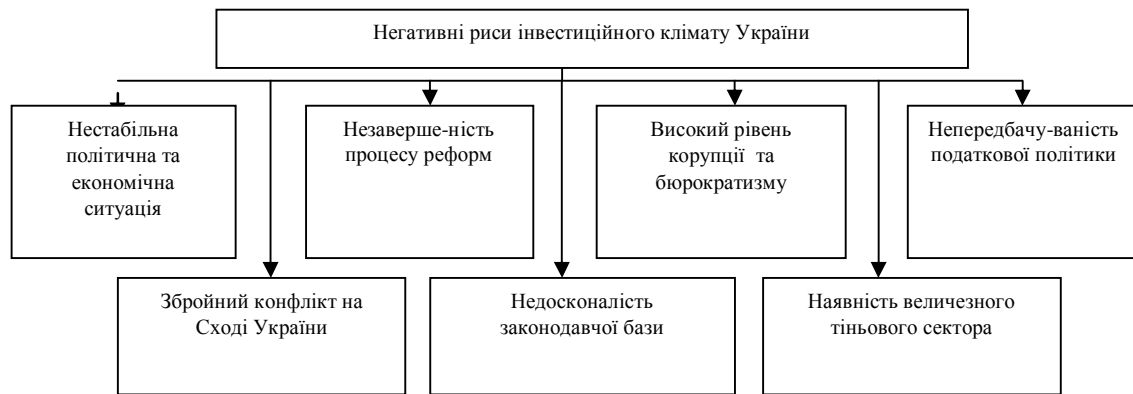 Негативні риси інвестиційного клімату України
Нестабільна
політична та
економічна
ситуація
Незаверше-ність
процесу реформ
Високий рівень
корупції та
бюрократизму
Непередбачу-ваність
податкової політики
Збройний конфлікт на
Сході України
Недосконалість
законодавчої бази
Наявність величезного
тіньового сектора